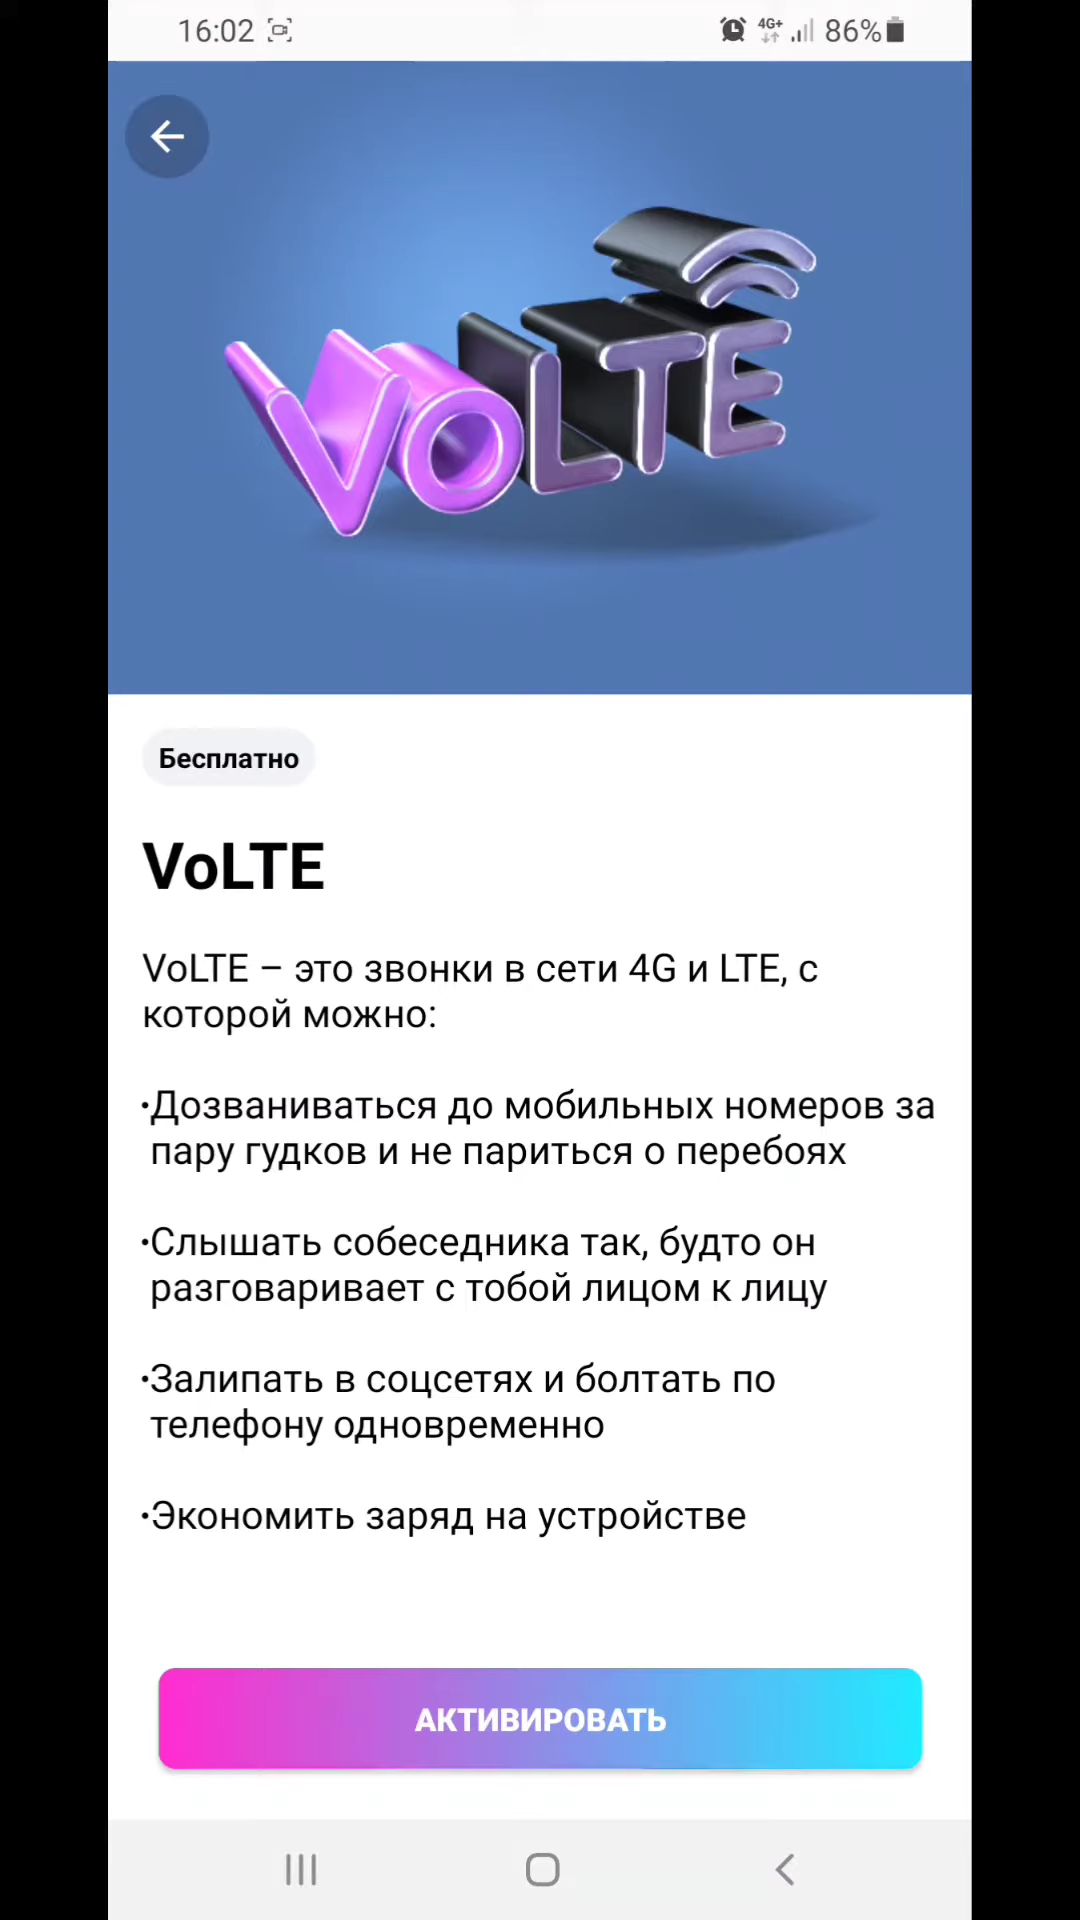 16:02
4G+
86%
VOLTE
Бесплатно
VoLTE
VoLTE – это звонки в сети 4G и LTE, с
которой можно:
·Дозваниваться до мобильных номеров за
пару гудков и не париться о перебоях
·Слышать собеседника так, будто он
разговаривает с тобой лицом к лицу
·Залипать в соцсетях и болтать по
телефону одновременно
·Экономить заряд на устройстве
АКТИВИРОВАТЬ